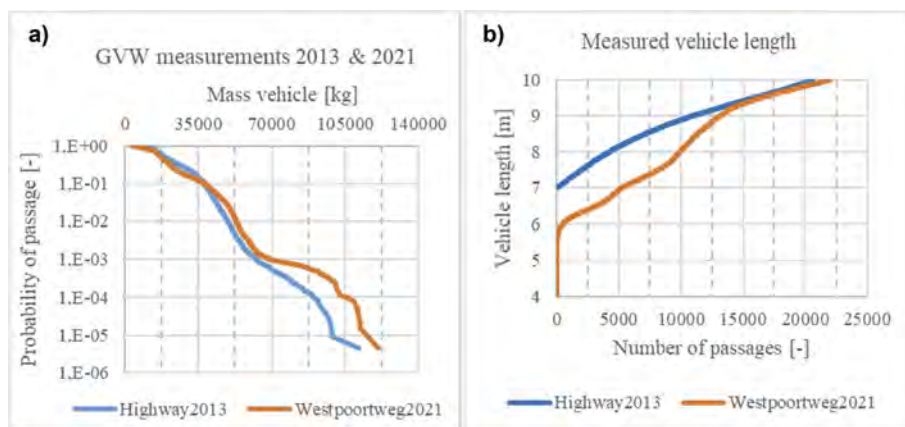 a)
GVW measurements 2013 & 2021
Mass vehicle [kg]
0 35000 70000 105000 140000
Probability of passage [-]
1,E+00
1,E-01
1,E-02
1,E-03
1,E-04
1,E-05
1,E-06
Highway2013 Westpoortweg2021
b)
Measured vehicle length
Vehicle length [m]
10
9
8
7
6
5
4
0 5000 10000 15000 20000 25000
Number of passages [-]
Highway2013 Westpoortweg2021